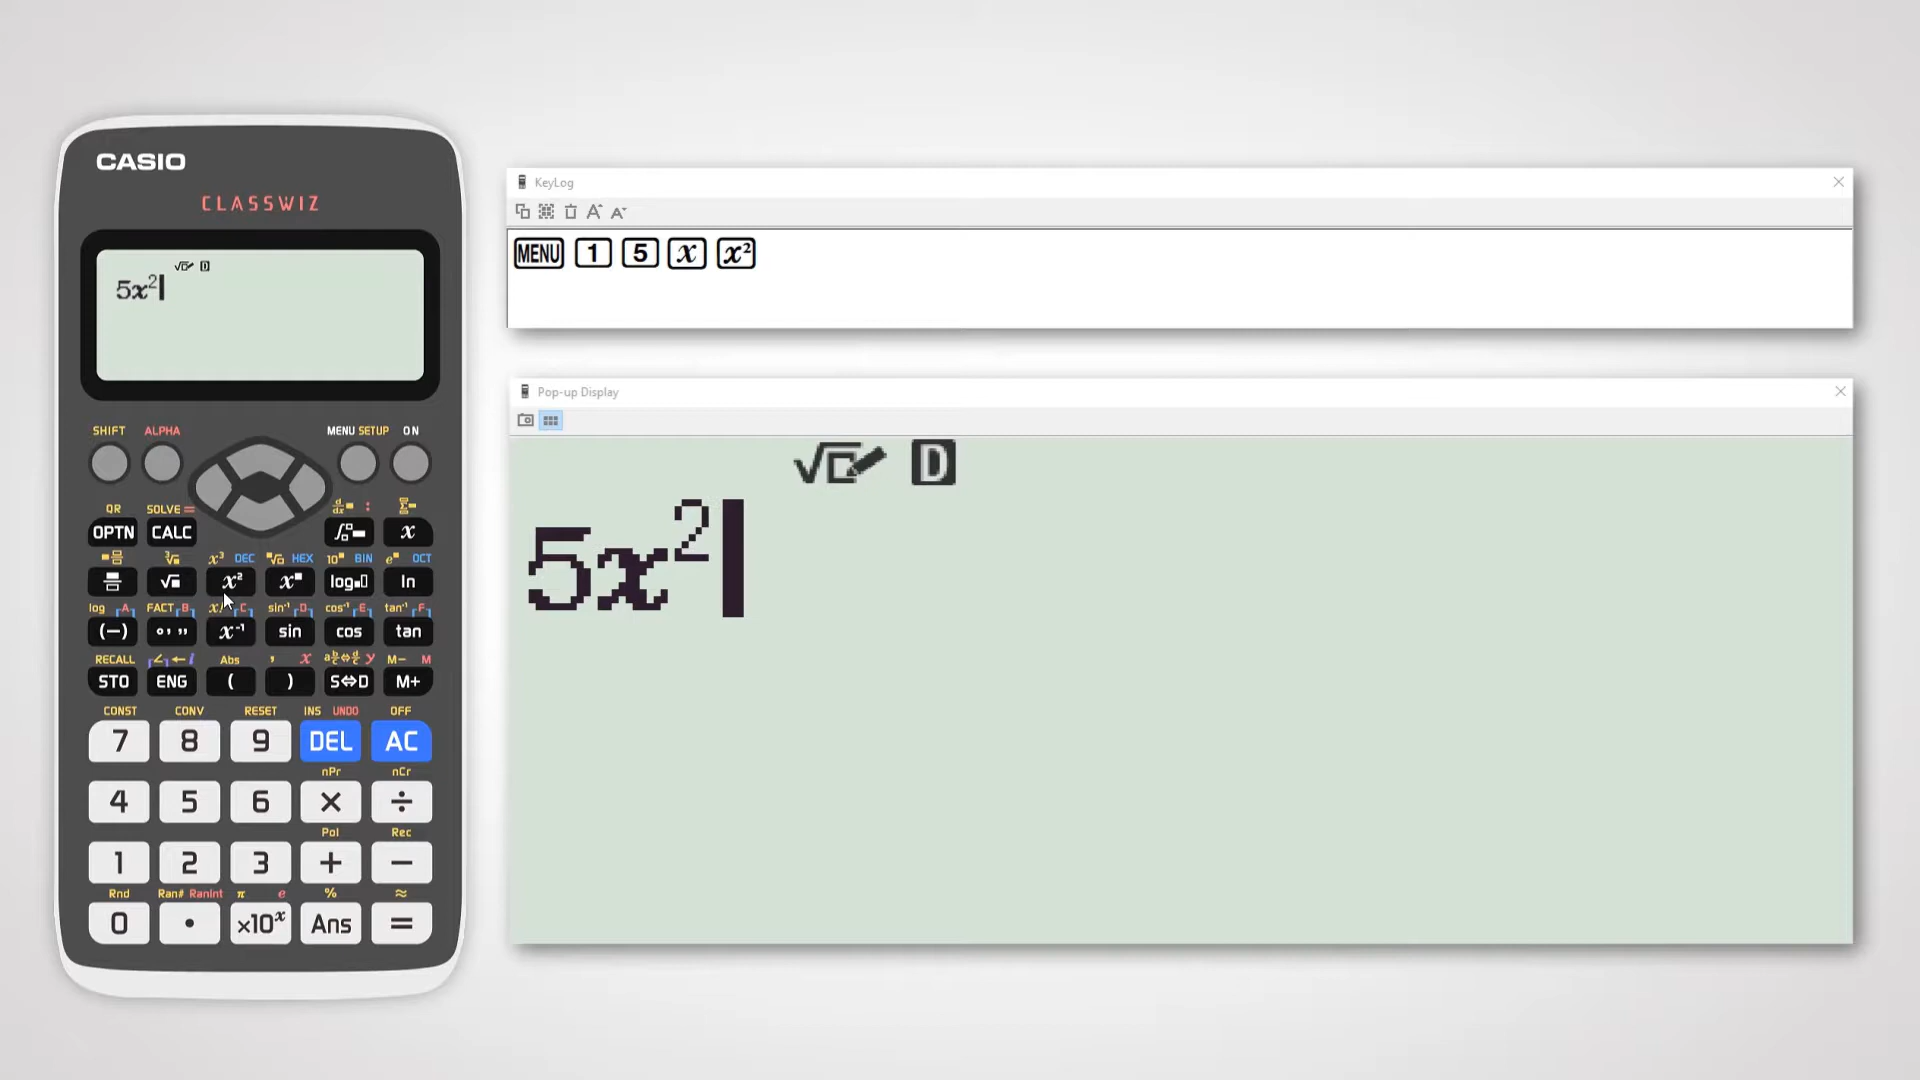 CASIO
CLASSWIZ
5x²
SHIFT ALPHA MENU SETUP ON
QR SOLVE = d/dx : Σ
OPTN CALC ∫ x
³√ x³ DEC √ HEX 10 BIN e OCT
√ x² x log ln
log A FACT B x! C sin⁻¹ D cos⁻¹ E tan⁻¹ F
(−) ° ’ ” x⁻¹ sin cos tan
RECALL ∠ ← i Abs , x a b/c⇔d/c y M− M
STO ENG ( ) S⇔D M+
CONST CONV RESET INS UNDO OFF
7 8 9 DEL AC
nPr nCr
4 5 6 × ÷
Pol Rec
1 2 3 + −
Rnd Ran# RanInt π e % ≈
0 • ×10ˣ Ans =
KeyLog
A A
MENU 1 5 x x²
Pop-up Display
√ D
5x²